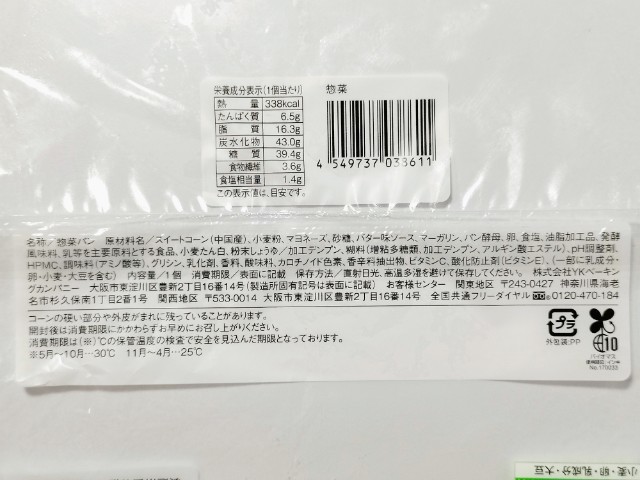 栄養成分表示(1個当たり)
熱量 338kcal
たんぱく質 6.5g
脂質 16.3g
炭水化物 43.0g
糖質 39.4g
食物繊維 3.6g
食塩相当量 1.4g
この表示値は、目安です。
惣菜
4 549737 033611
名称／惣菜パン 原材料名／スイートコーン(中国産)、小麦粉、マヨネーズ、砂糖、バター味ソース、マーガリン、パン酵母、卵、食塩、油脂加工品、発酵
風味料、乳等を主要原料とする食品、小麦たん白、粉末しょうゆ／加工デンプン、糊料(増粘多糖類、加工デンプン、アルギン酸エステル)、pH調整剤、
HPMC、調味料(アミノ酸等)、グリシン、乳化剤、香料、酸味料、カロチノイド色素、香辛料抽出物、ビタミンC、酸化防止剤(ビタミンE)、(一部に乳成分・
卵・小麦・大豆を含む) 内容量／1個 消費期限／表面に記載 保存方法／直射日光、高温多湿を避けて保存してください。 株式会社YKベーキン
グカンパニー 大阪市東淀川区豊新2丁目16番14号(製造所固有記号は表面に記載) お客様センター 関東地区 〒243-0427 神奈川県海老
名市杉久保南1丁目2番1号 関西地区 〒533-0014 大阪市東淀川区豊新2丁目16番14号 全国共通フリーダイヤル 0120-470-184
コーンの硬い部分や外皮がまれに残っていることがあります。
開封後は消費期限にかかわらずお早めにお召し上がりください。
消費期限は(※)℃の保管温度の検査で安全を見込んだ期限となっております。
※5月～10月…30℃ 11月～4月…25℃
プラ
外包装:PP
10
バイオマス
No.170033
小麦・卵・乳成分・大豆